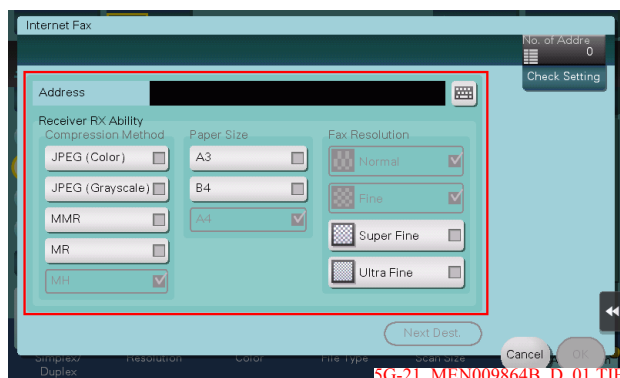 Internet Fax
No. of Addre
0
Check Setting
Address
Receiver RX Ability
Compression Method
Paper Size
Fax Resolution
JPEG (Color)
A3
Normal
JPEG (Grayscale)
B4
Fine
MMR
A4
Super Fine
MR
Ultra Fine
MH
Next Dest.
Cancel
OK
Simplex/
Duplex
Resolution
Color
File Type
Scan Size
5G-21_MFN009864B_D_01.TIF